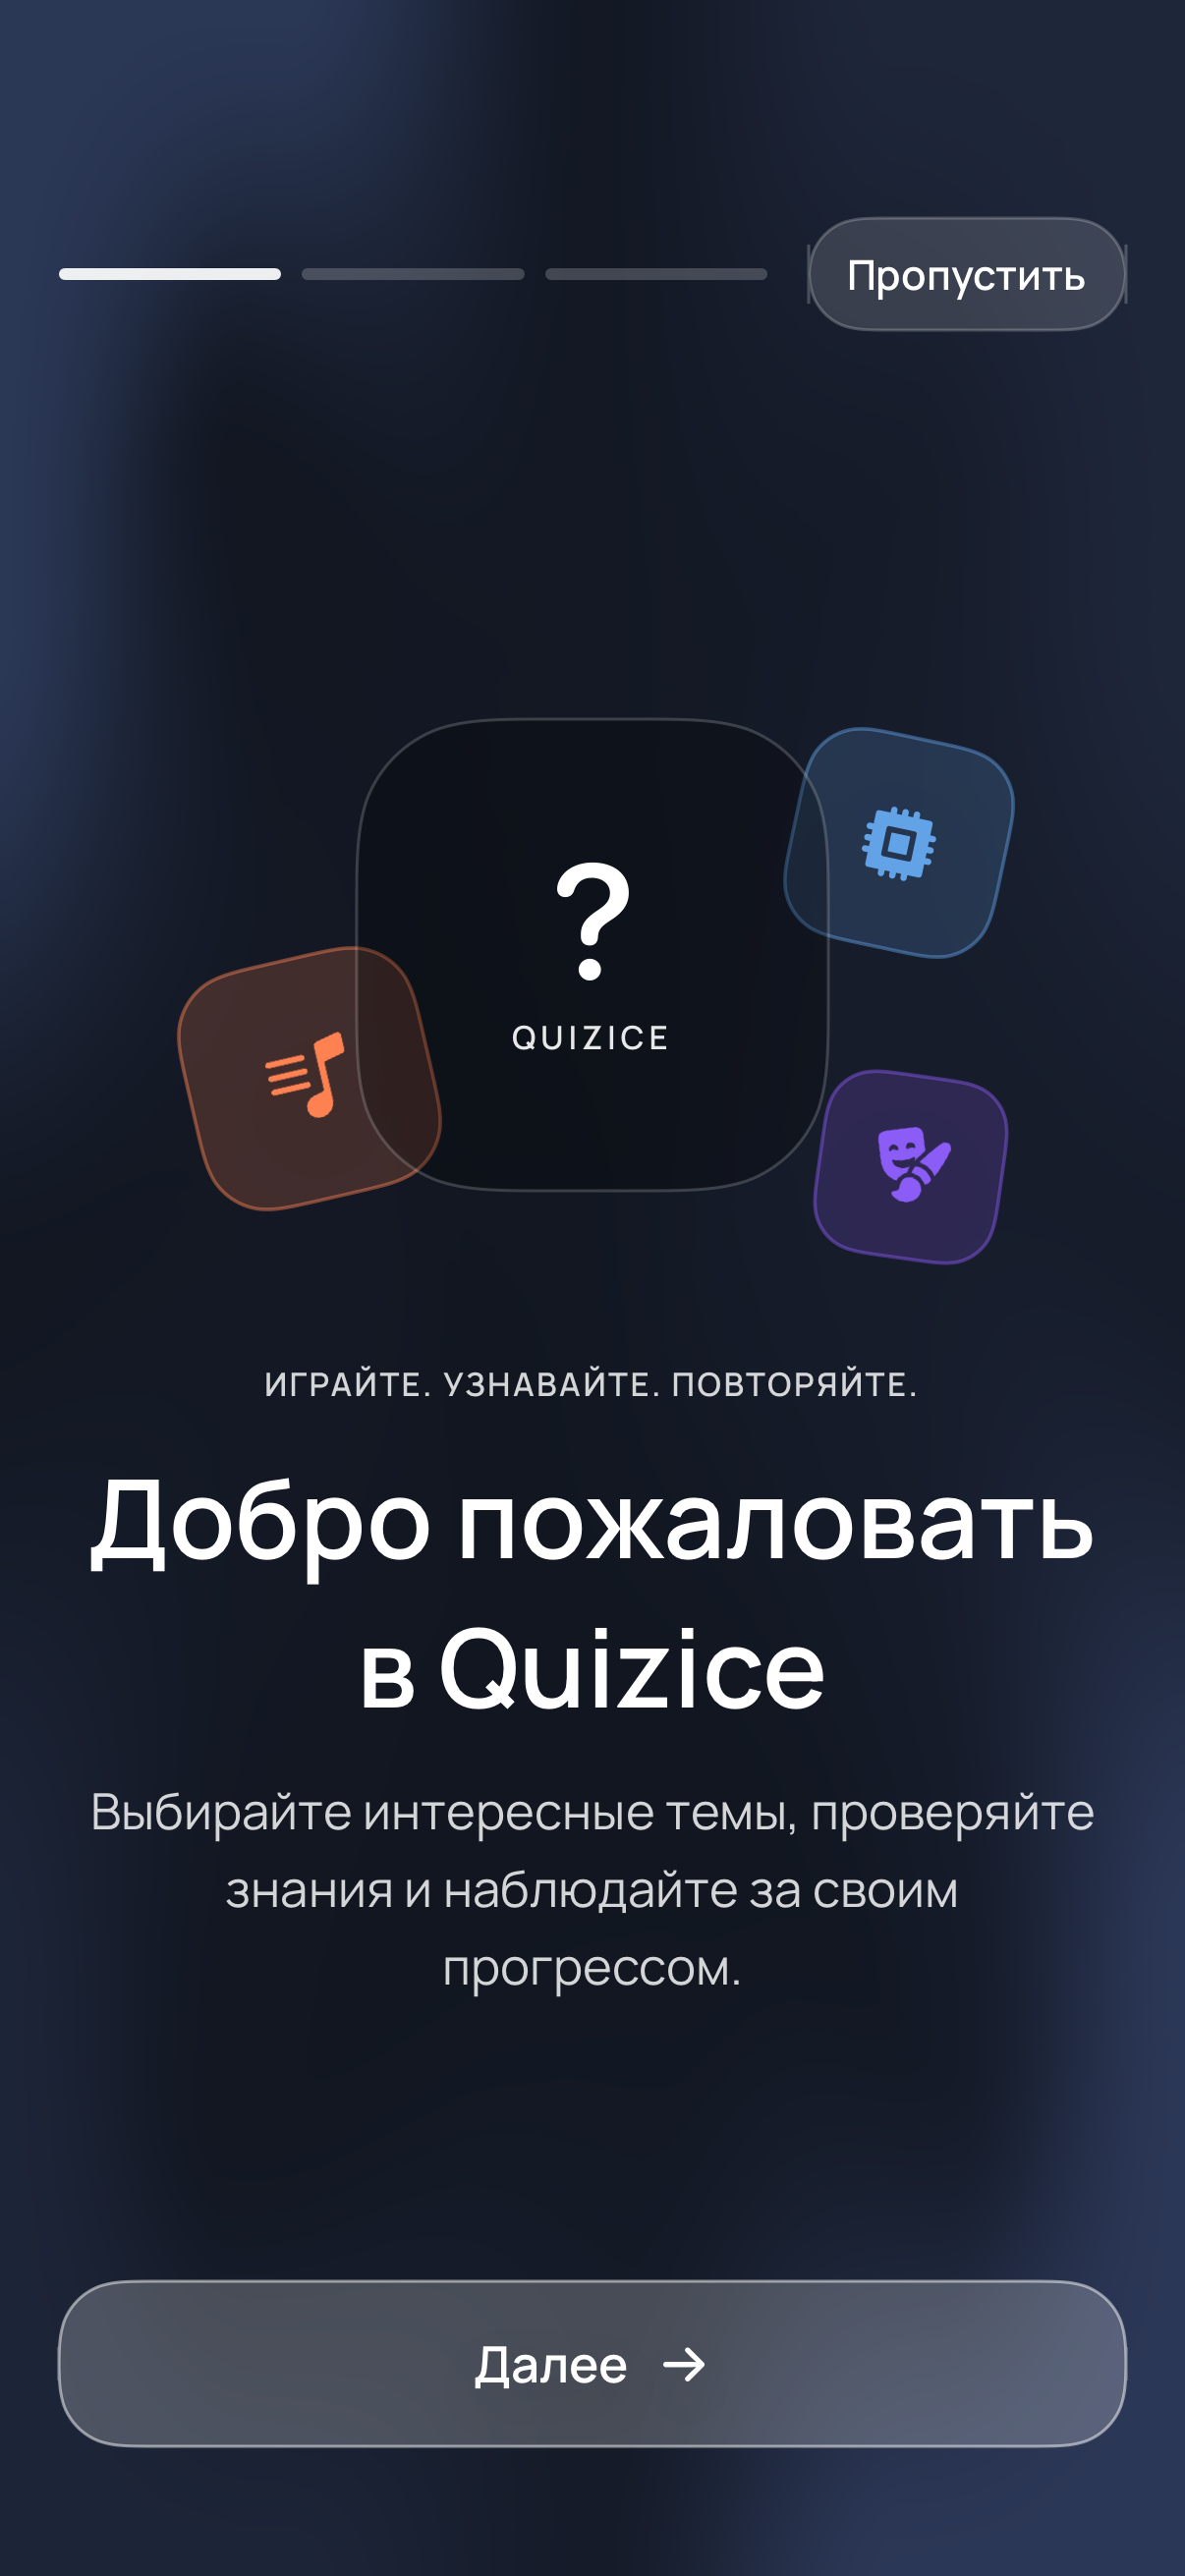 Пропустить
?
QUIZICE
ИГРАЙТЕ. УЗНАВАЙТЕ. ПОВТОРЯЙТЕ.
Добро пожаловать
в Quizice
Выбирайте интересные темы, проверяйте
знания и наблюдайте за своим
прогрессом.
Далее →